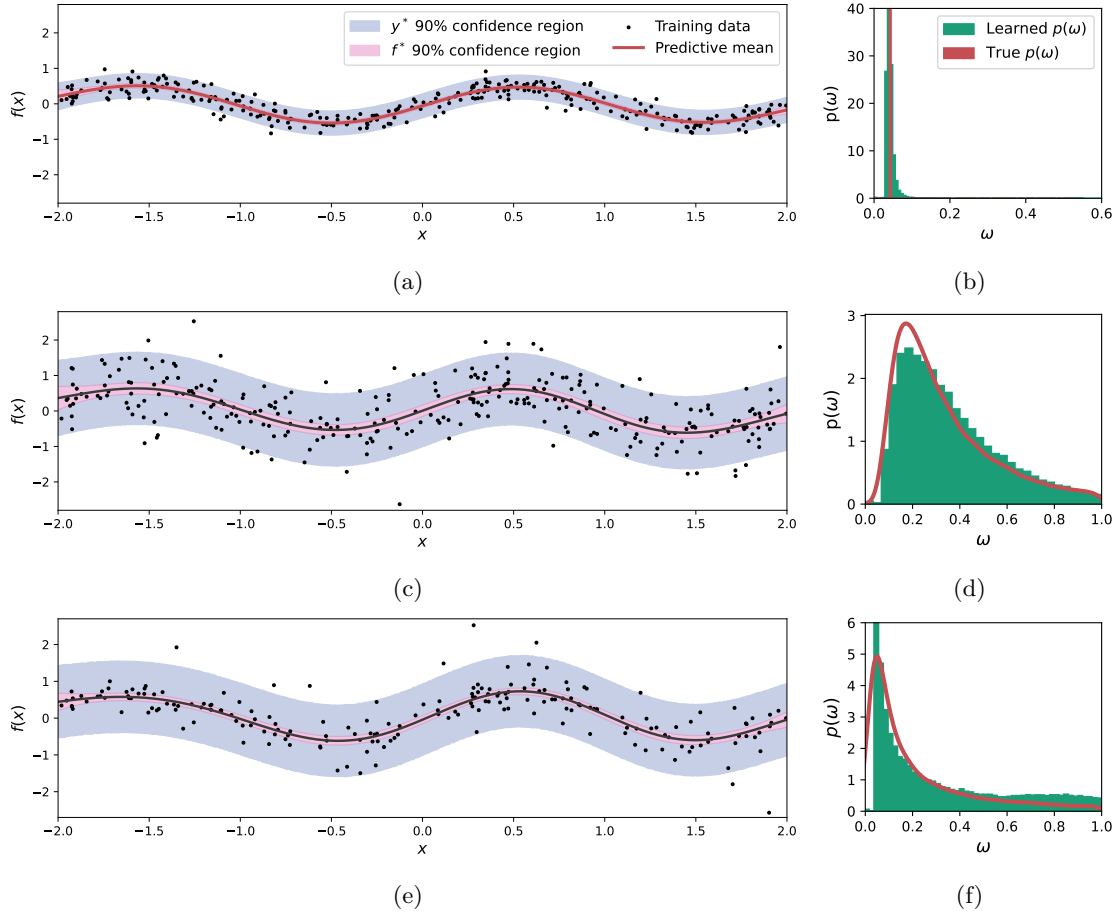 y* 90% confidence region
f* 90% confidence region
Training data
Predictive mean
2
1
0
−1
−2
f(x)
−2.0 −1.5 −1.0 −0.5 0.0 0.5 1.0 1.5 2.0
x
(a)
Learned p(ω)
True p(ω)
40
30
20
10
0
p(ω)
0.0 0.2 0.4 0.6
ω
(b)
2
1
0
−1
−2
f(x)
−2.0 −1.5 −1.0 −0.5 0.0 0.5 1.0 1.5 2.0
x
(c)
3
2
1
0
p(ω)
0.0 0.2 0.4 0.6 0.8 1.0
ω
(d)
2
1
0
−1
−2
f(x)
−2.0 −1.5 −1.0 −0.5 0.0 0.5 1.0 1.5 2.0
x
(e)
6
5
4
3
2
1
0
p(ω)
0.0 0.2 0.4 0.6 0.8 1.0
ω
(f)